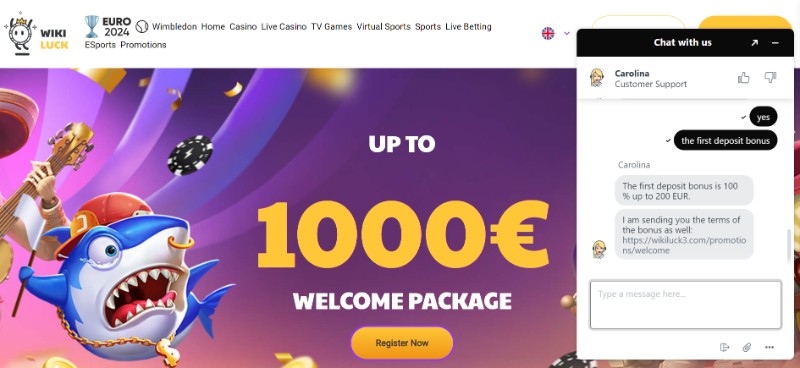 WIKI
LUCK
EURO
2024
Wimbledon Home Casino Live Casino TV Games Virtual Sports Sports Live Betting
ESports Promotions
UP TO
1000€
WELCOME PACKAGE
Register Now
Chat with us
Carolina
Customer Support
yes
the first deposit bonus
Carolina
The first deposit bonus is 100
% up to 200 EUR.
I am sending you the terms of
the bonus as well:
https://wikiluck3.com/promotio
ns/welcome
Type a message here...